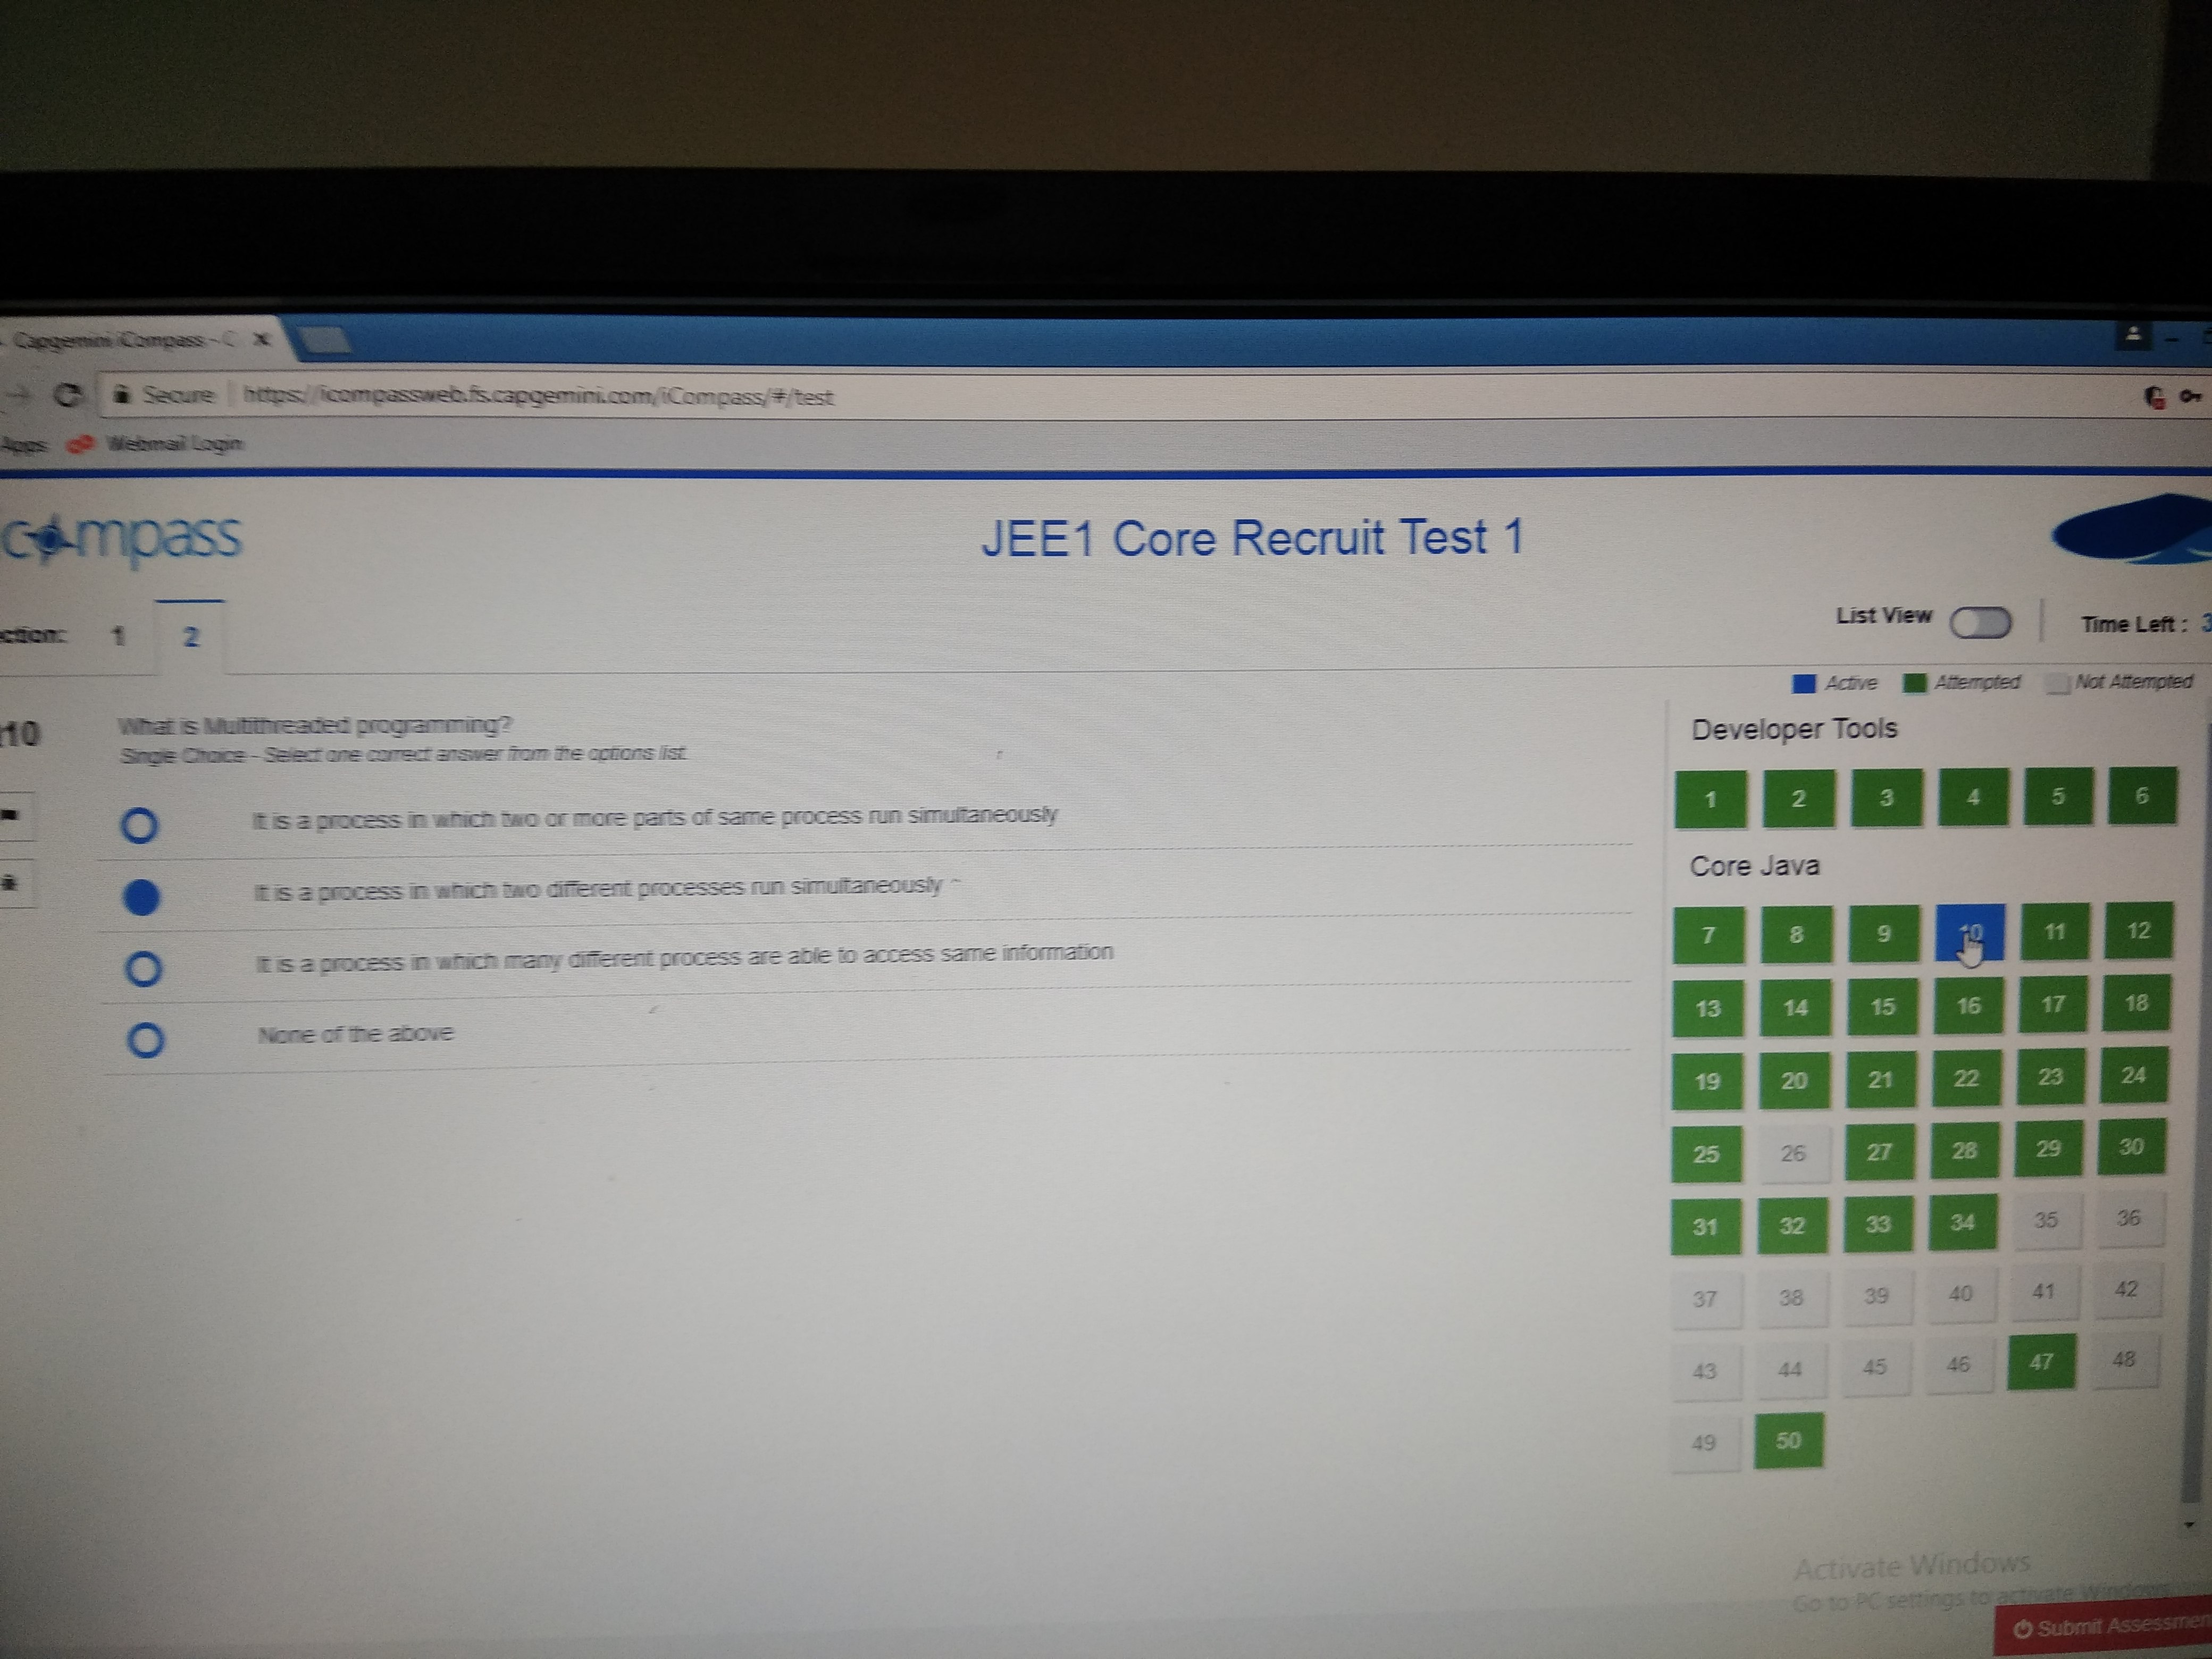 Capgemini iCompass - C
Secure https://icompassweb.fs.capgemini.com/iCompass/#/test
Apps Webmail Login
compass
JEE1 Core Recruit Test 1
ction: 1 2
List View Time Left : 3
Active Attempted Not Attempted
10 What is Multithreaded programming?
Single Choice - Select one correct answer from the options list.
It is a process in which two or more parts of same process run simultaneously
It is a process in which two different processes run simultaneously
It is a process in which many different process are able to access same information
None of the above
Developer Tools
1 2 3 4 5 6
Core Java
7 8 9 10 11 12
13 14 15 16 17 18
19 20 21 22 23 24
25 26 27 28 29 30
31 32 33 34 35 36
37 38 39 40 41 42
43 44 45 46 47 48
49 50
Activate Windows
Go to PC settings to activate Windows
Submit Assessmen